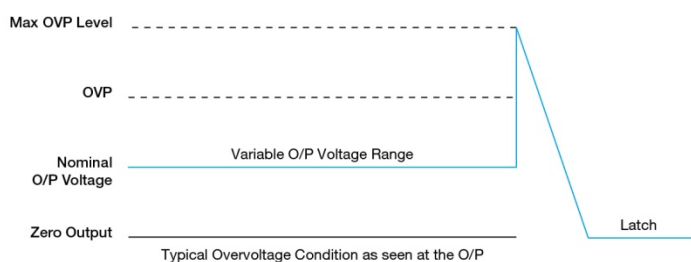 Max OVP Level
OVP
Variable O/P Voltage Range
Nominal
O/P Voltage
Zero Output
Latch
Typical Overvoltage Condition as seen at the O/P